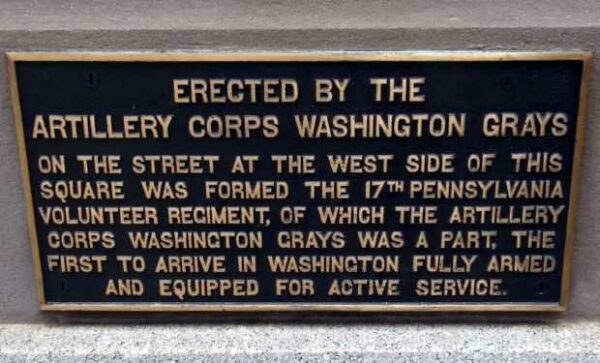 ERECTED BY THE
ARTILLERY CORPS WASHINGTON GRAYS
ON THE STREET AT THE WEST SIDE OF THIS
SQUARE WAS FORMED THE 17TH PENNSYLVANIA
VOLUNTEER REGIMENT, OF WHICH THE ARTILLERY
CORPS WASHINGTON GRAYS WAS A PART, THE
FIRST TO ARRIVE IN WASHINGTON FULLY ARMED
AND EQUIPPED FOR ACTIVE SERVICE.